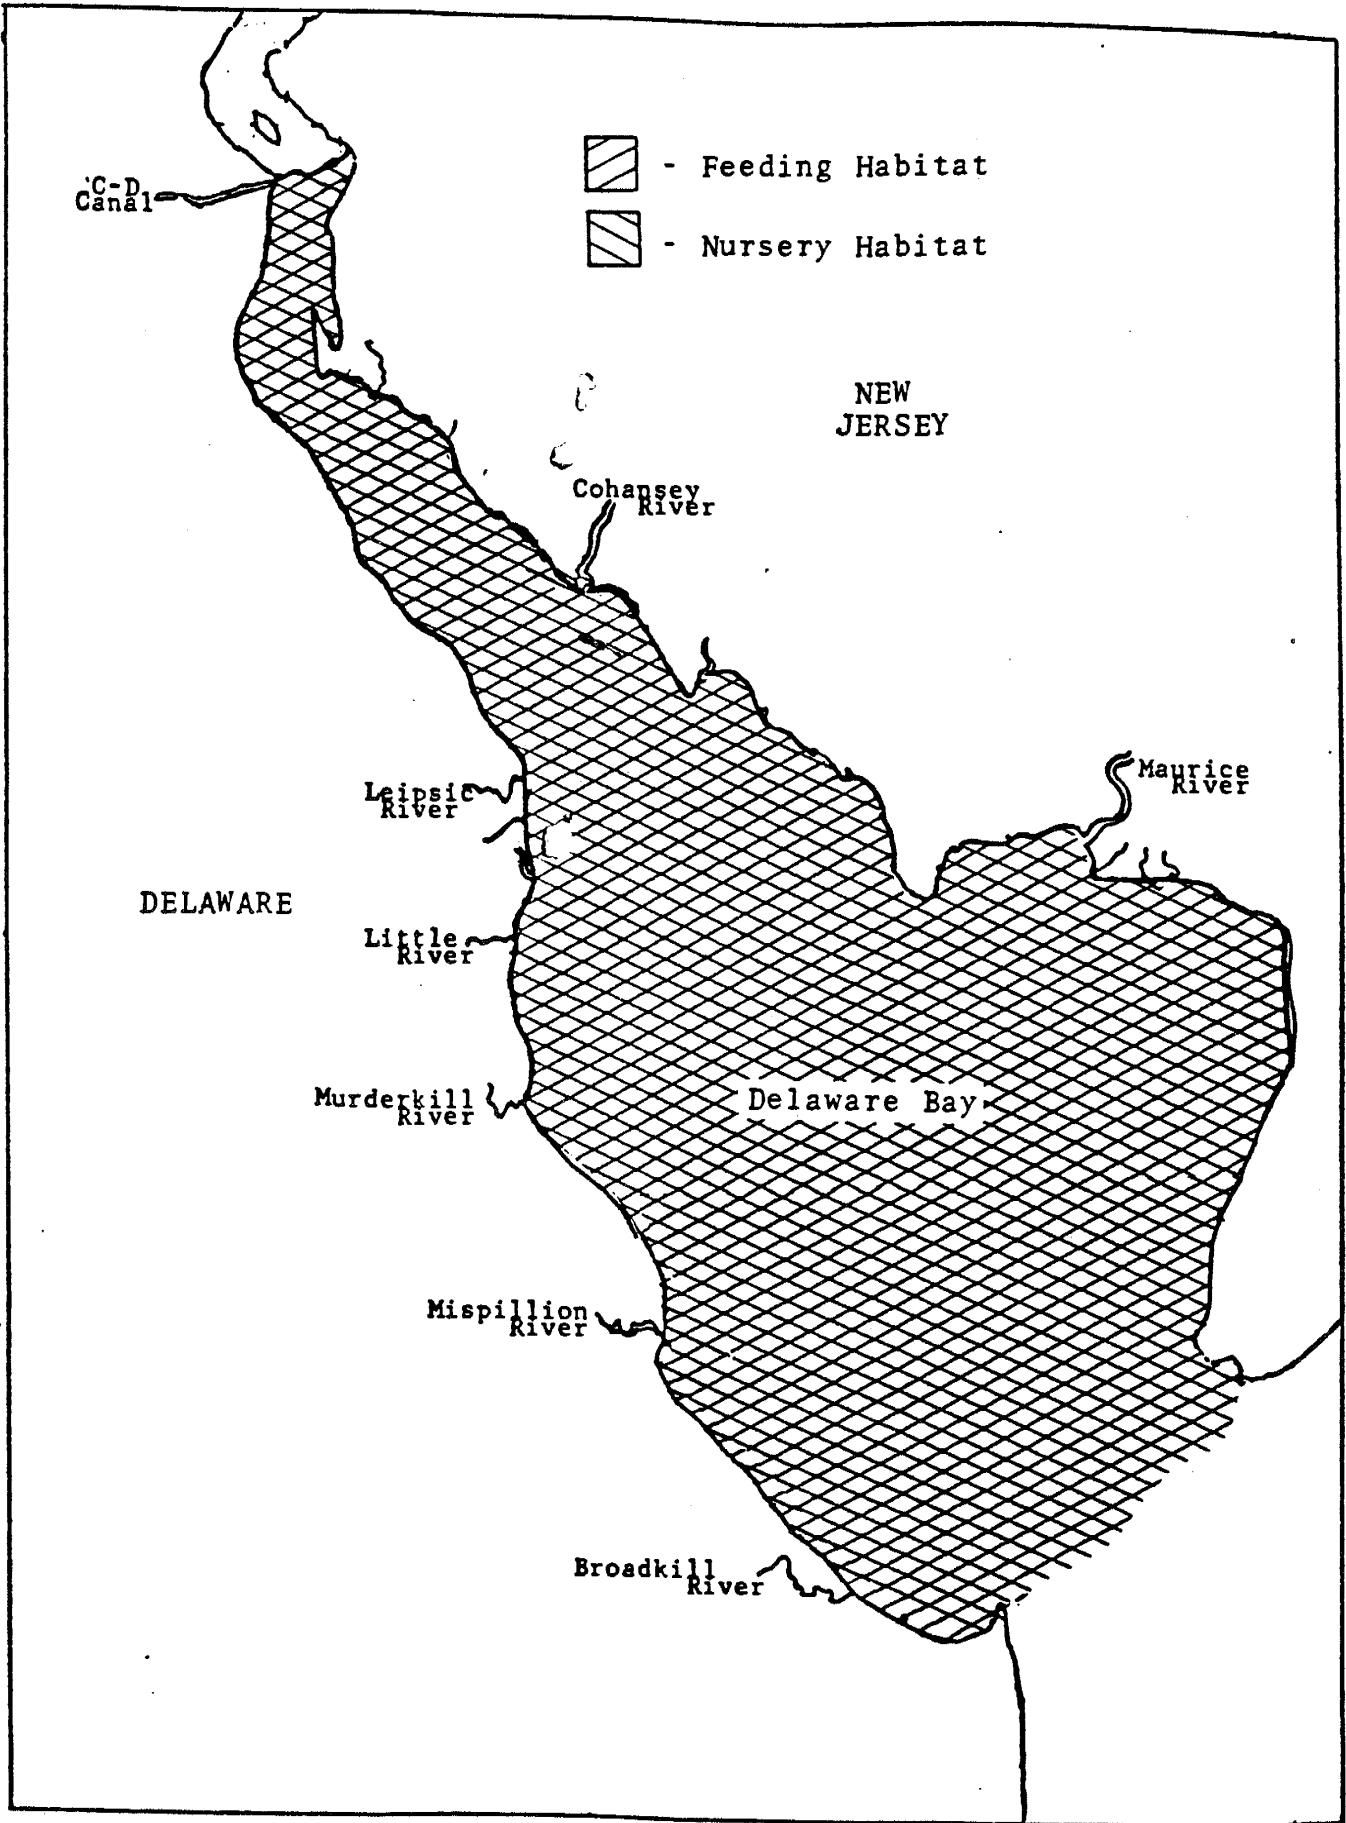 - Feeding Habitat
'C-D
Canal
- Nursery Habitat
NEW
JERSEY
Cohansey
River
Maurice
River
Leipsic
River
DELAWARE
Little
River
Murderkill
River
Delaware Bay
Mispillion
River
Broadkill
River